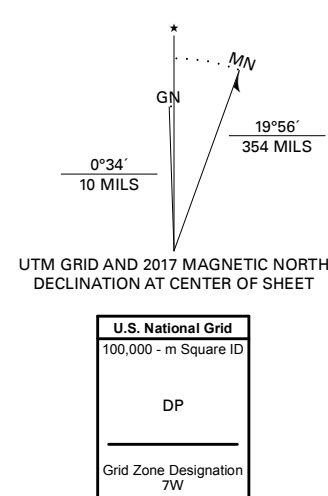 ★
MN
GN
19°56´
354 MILS
0°34´
10 MILS
UTM GRID AND 2017 MAGNETIC NORTH
DECLINATION AT CENTER OF SHEET
U.S. National Grid
100,000 - m Square ID
DP
Grid Zone Designation
7W